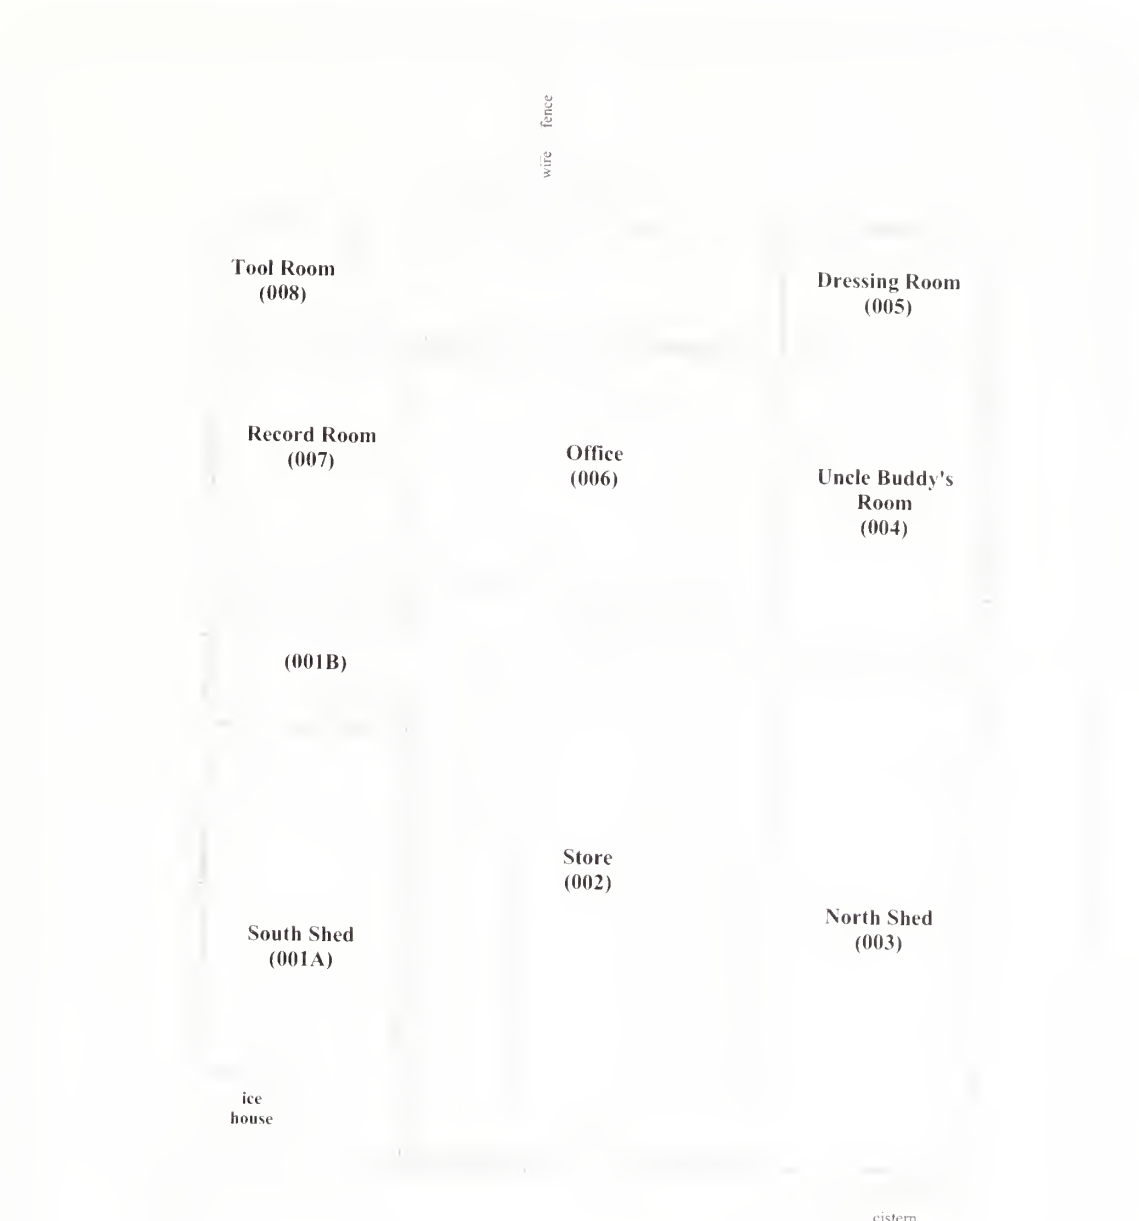 wire fence
Tool Room
(008)
Dressing Room
(005)
Record Room
(007)
Office
(006)
Uncle Buddy's
Room
(004)
(001B)
Store
(002)
North Shed
(003)
South Shed
(001A)
ice
house
cistern